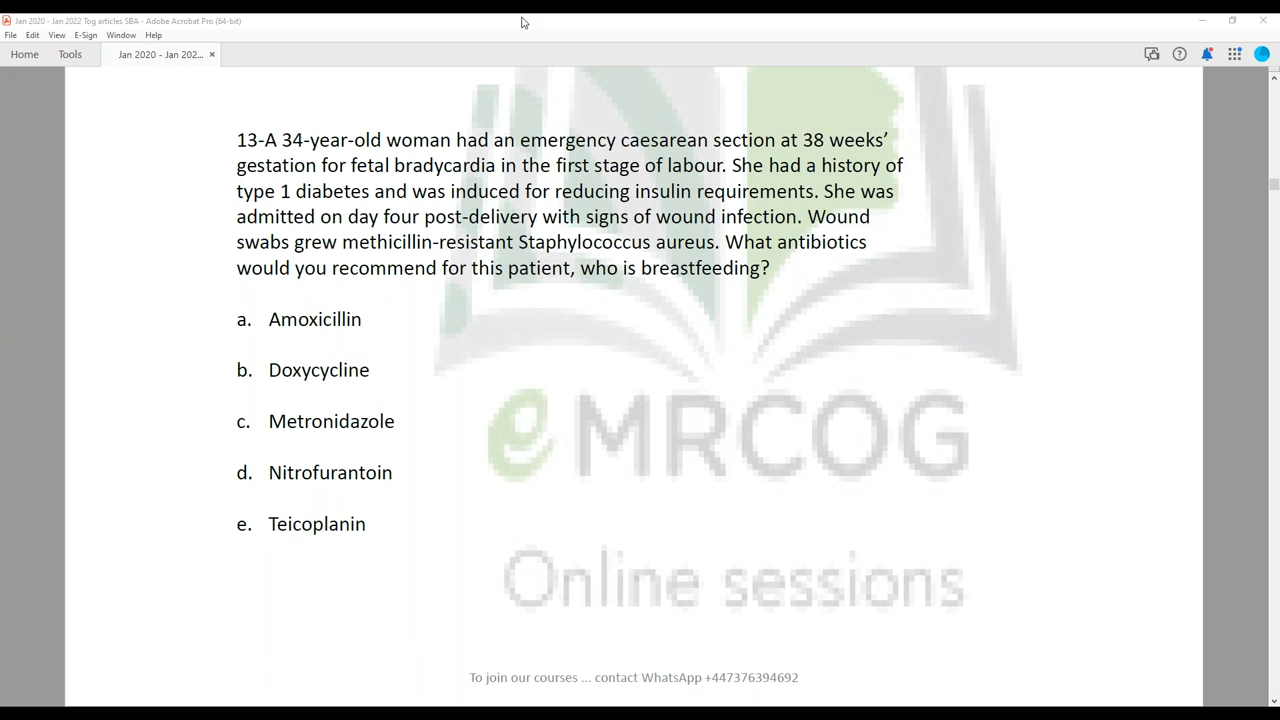 Jan 2020 - Jan 2022 Tog articles SBA - Adobe Acrobat Pro (64-bit)
File Edit View E-Sign Window Help
Home Tools Jan 2020 - Jan 202... ×
13-A 34-year-old woman had an emergency caesarean section at 38 weeks’
gestation for fetal bradycardia in the first stage of labour. She had a history of
type 1 diabetes and was induced for reducing insulin requirements. She was
admitted on day four post-delivery with signs of wound infection. Wound
swabs grew methicillin-resistant Staphylococcus aureus. What antibiotics
would you recommend for this patient, who is breastfeeding?
a. Amoxicillin
b. Doxycycline
c. Metronidazole
d. Nitrofurantoin
e. Teicoplanin
eMRCOG
Online sessions
To join our courses ... contact WhatsApp +447376394692